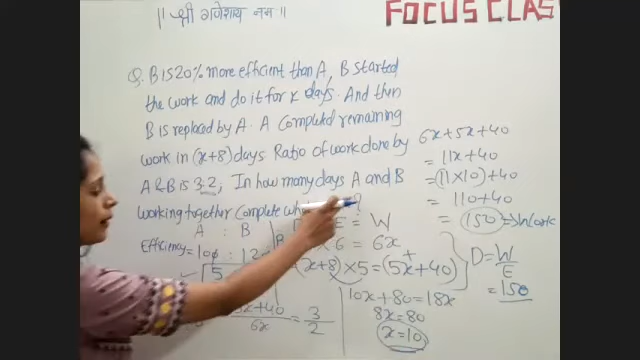 ॥ श्री गणेशाय नमः ॥
FOCUS CLAS
Q. B is 20% more efficient than A, B started
the work and do it for x days. And then
B is replaced by A. A Completed remaining
work in (x+8) days. Ratio of work done by
A & B is 3:2, In how many days A and B
working together Complete
A : B
Efficiency = 100 : 12
5
E = W
× 6 = 6x
(x+8) × 5 = (5x+40)
+
x+40 / 6x = 3/2
10x+80 = 18x
8x = 80
x = 10
6x+5x+40
= 11x+40
= (11×10)+40
= 110+40
= 150 ⇒ Work
D = W/E
= 150